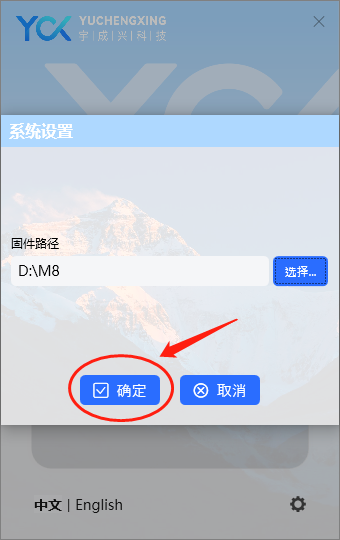 YCX YUCHENGXING
宇|成|兴|科|技
系统设置
固件路径
D:\M8 选择...
确定 取消
中文 | English